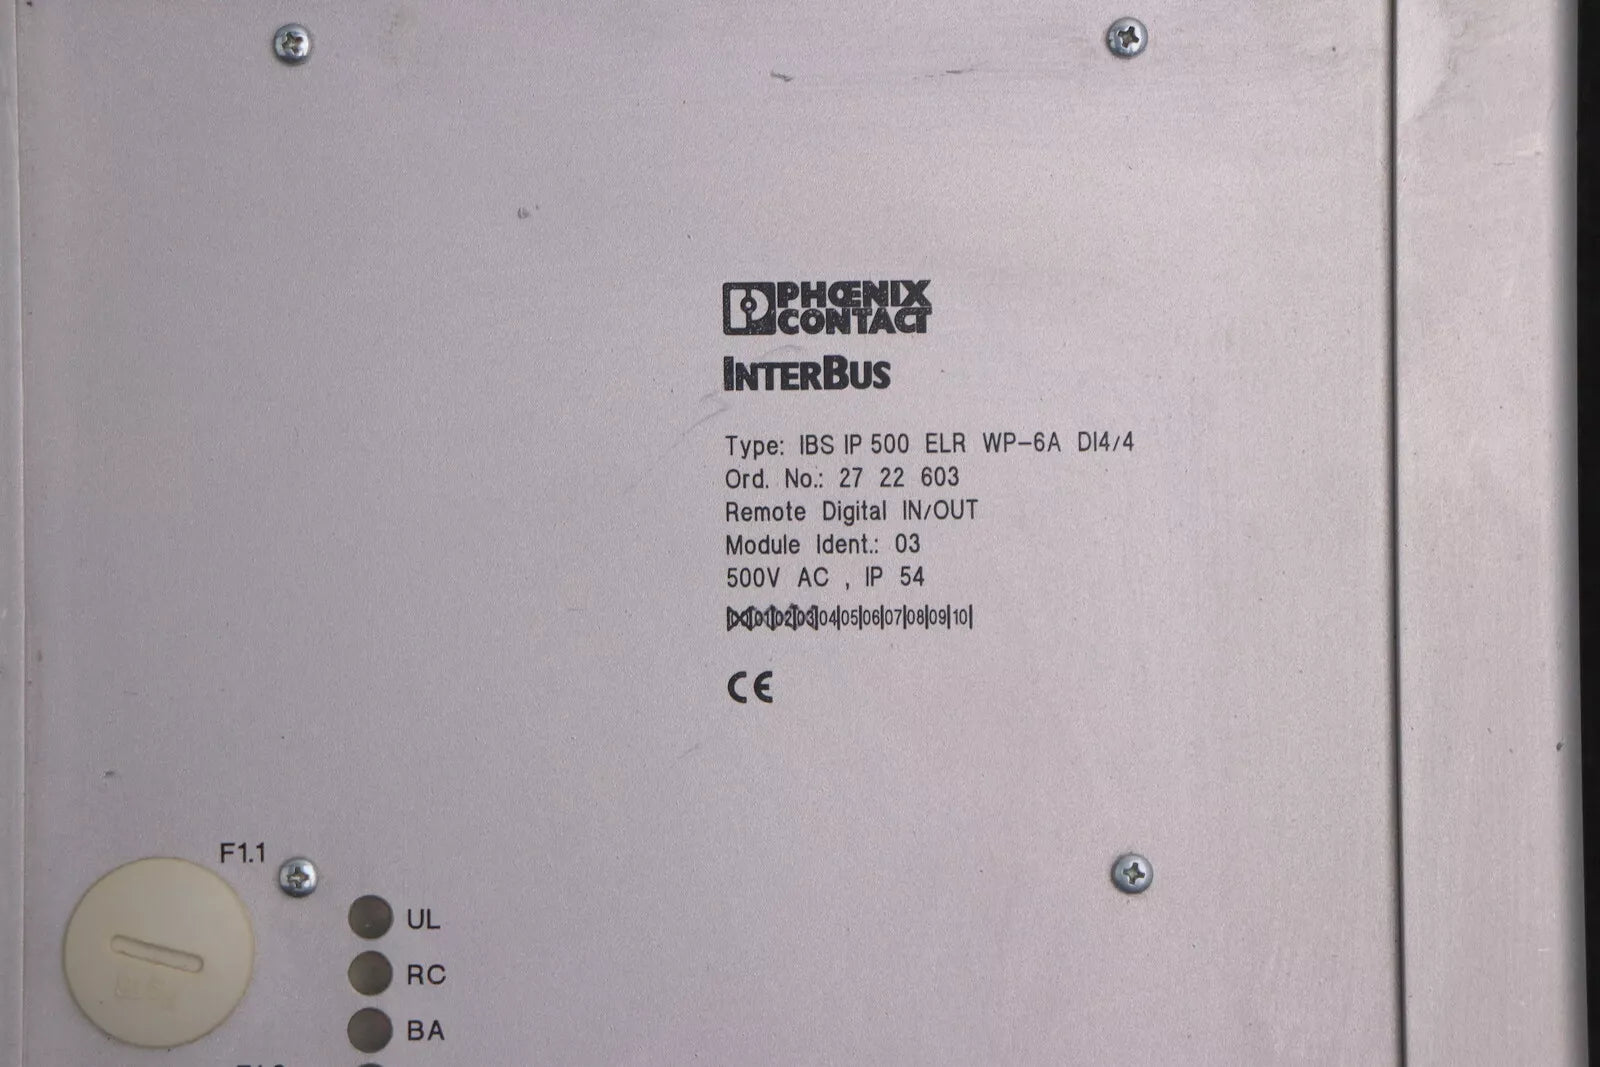 PHŒNIX
CONTACT
INTERBUS
Type: IBS IP 500 ELR WP-6A DI4/4
Ord. No.: 27 22 603
Remote Digital IN/OUT
Module Ident.: 03
500V AC , IP 54
|00|01|02|03|04|05|06|07|08|09|10|
CE
F1.1
UL
RC
BA